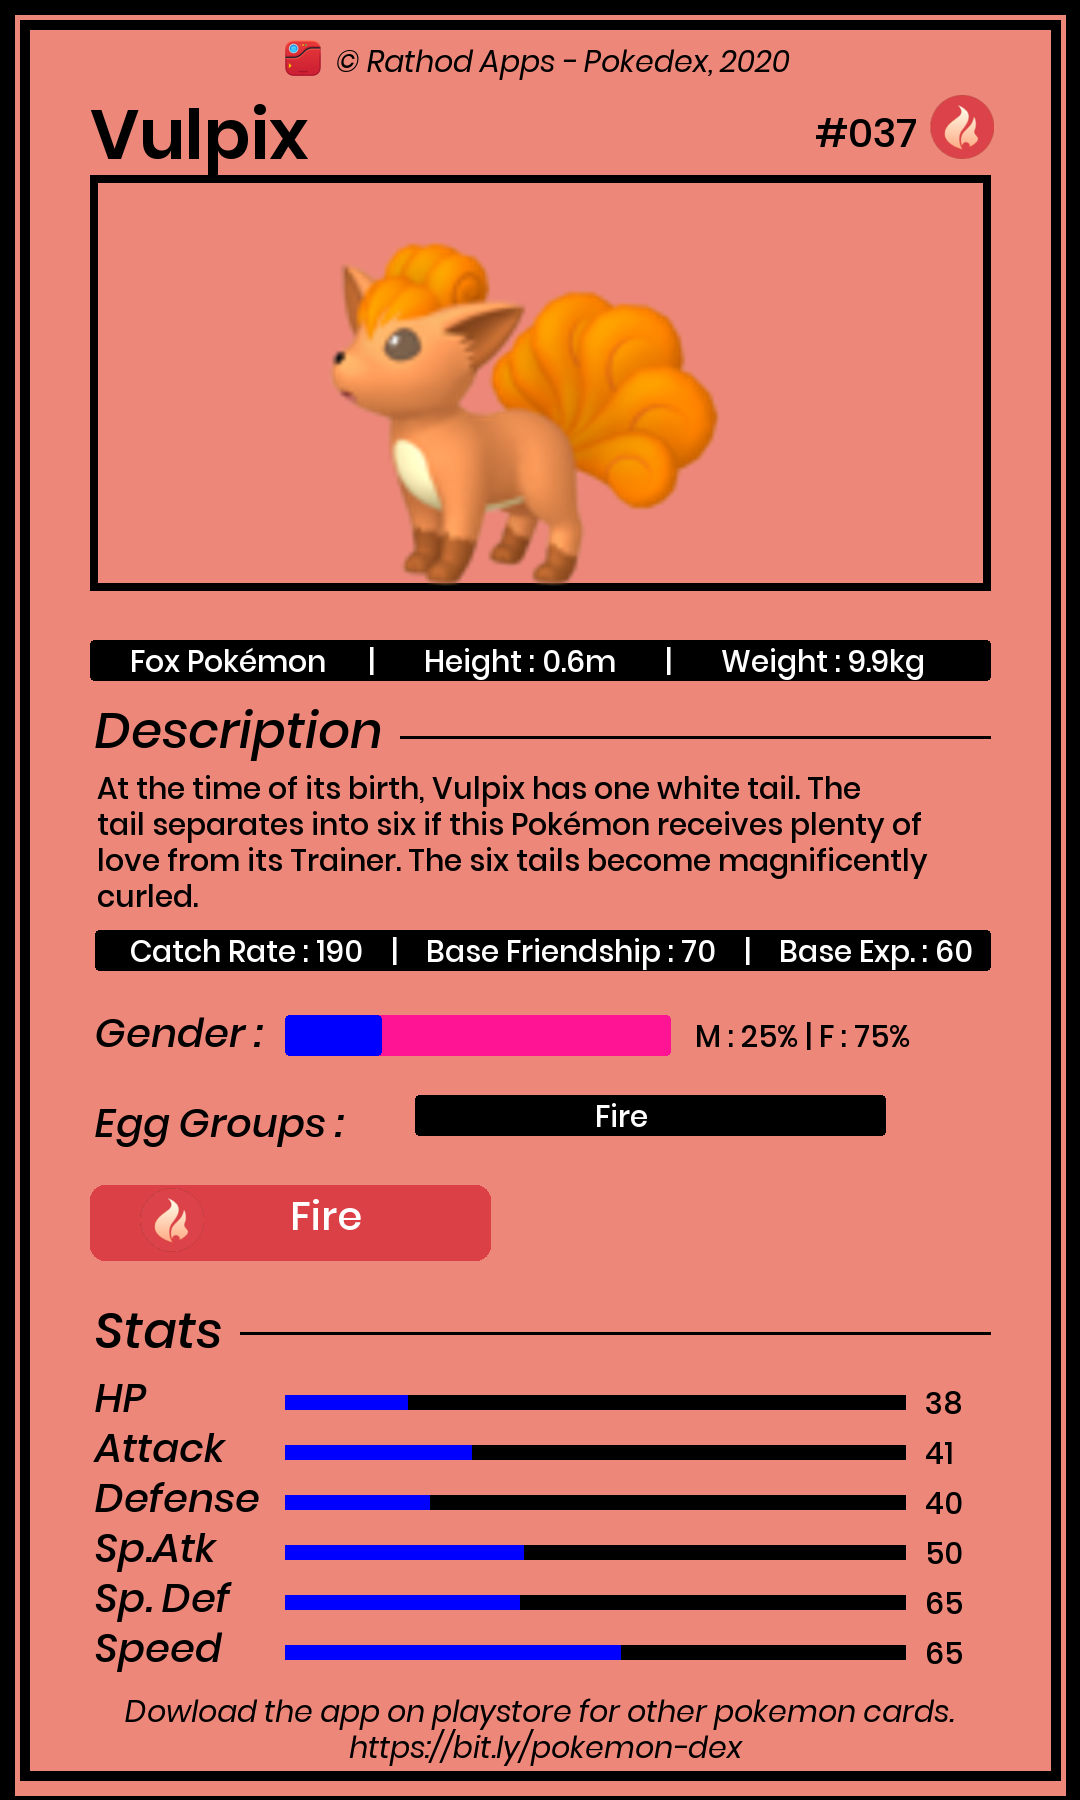 © Rathod Apps - Pokedex, 2020
Vulpix #037
Fox Pokémon | Height : 0.6m | Weight : 9.9kg
Description
At the time of its birth, Vulpix has one white tail. The
tail separates into six if this Pokémon receives plenty of
love from its Trainer. The six tails become magnificently
curled.
Catch Rate : 190 | Base Friendship : 70 | Base Exp. : 60
Gender : M : 25% | F : 75%
Egg Groups : Fire
Fire
Stats
HP 38
Attack 41
Defense 40
Sp.Atk 50
Sp. Def 65
Speed 65
Dowload the app on playstore for other pokemon cards.
https://bit.ly/pokemon-dex